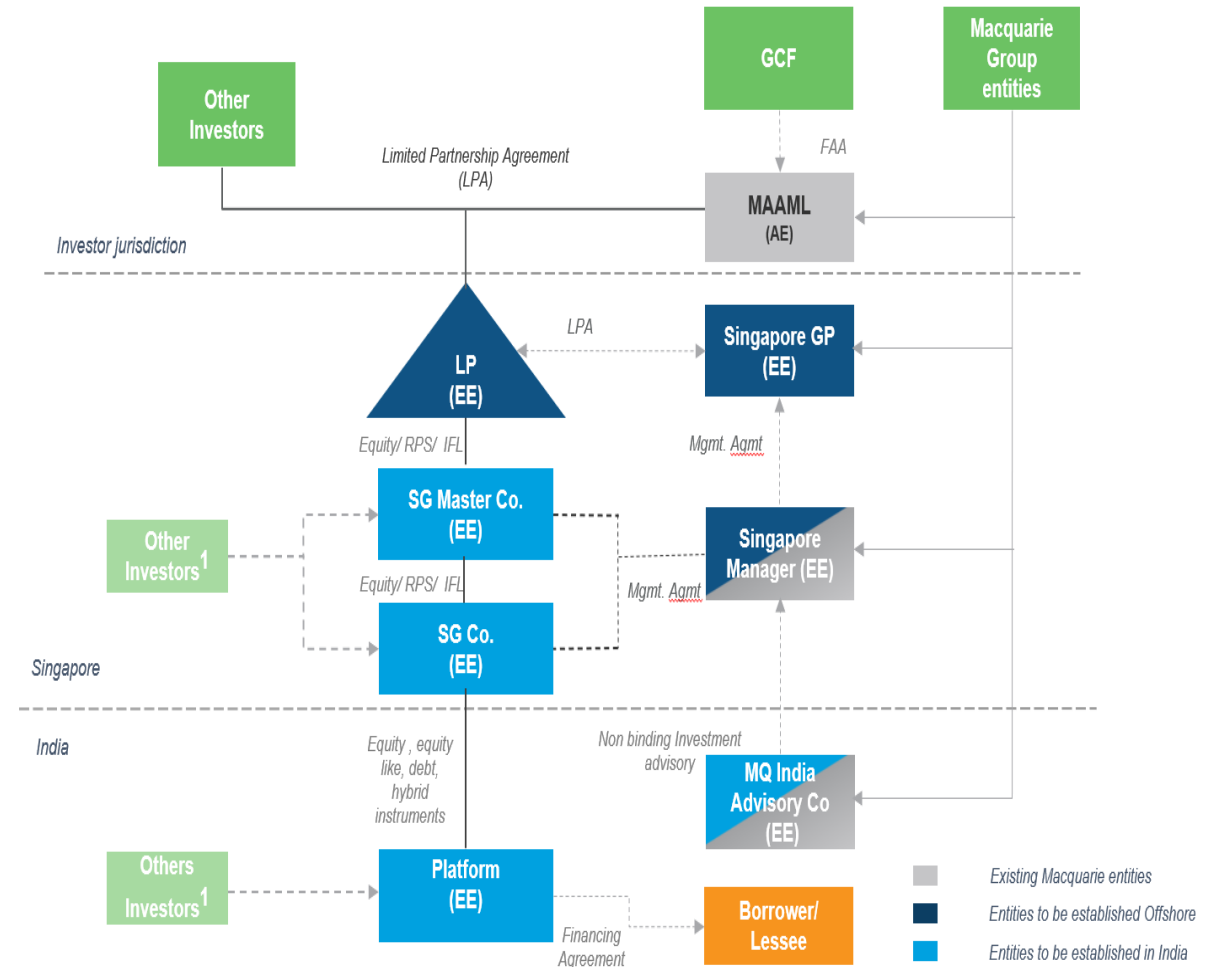 Macquarie
Group
entities
GCF
Other
Investors
FAA
Limited Partnership Agreement
(LPA)
MAAML
(AE)
Investor jurisdiction
LPA
Singapore GP
(EE)
LP
(EE)
Equity/ RPS/ IFL
Mgmt. Agmt
SG Master Co.
(EE)
Singapore
Manager (EE)
Other
Investors1
Equity/ RPS/ IFL
Mgmt. Agmt
SG Co.
(EE)
Singapore
India
Equity , equity
like, debt,
hybrid
instruments
Non binding Investment
advisory
MQ India
Advisory Co
(EE)
Others
Investors1
Platform
(EE)
Financing
Agreement
Borrower/
Lessee
Existing Macquarie entities
Entities to be established Offshore
Entities to be established in India